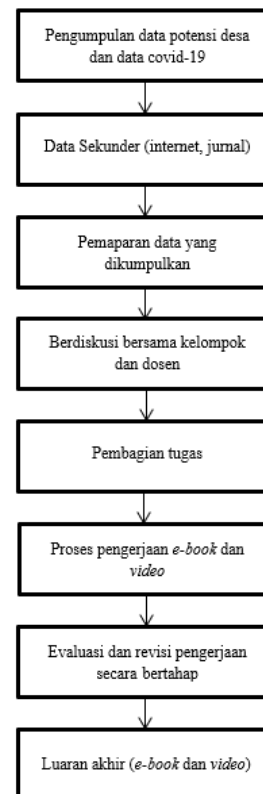 Pengumpulan data potensi desa
dan data covid-19
Data Sekunder (internet, jurnal)
Pemaparan data yang
dikumpulkan
Berdiskusi bersama kelompok
dan dosen
Pembagian tugas
Proses pengerjaan e-book dan
video
Evaluasi dan revisi pengerjaan
secara bertahap
Luaran akhir (e-book dan video)